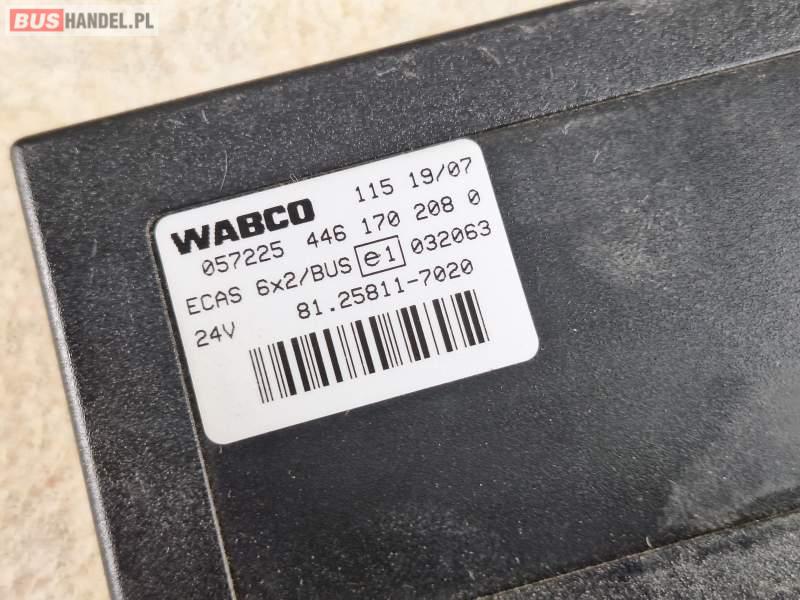 BUSHANDEL.PL
WABCO 115 19/07
057225 446 170 208 0
ECAS 6x2/BUS e1 032063
24V 81.25811-7020